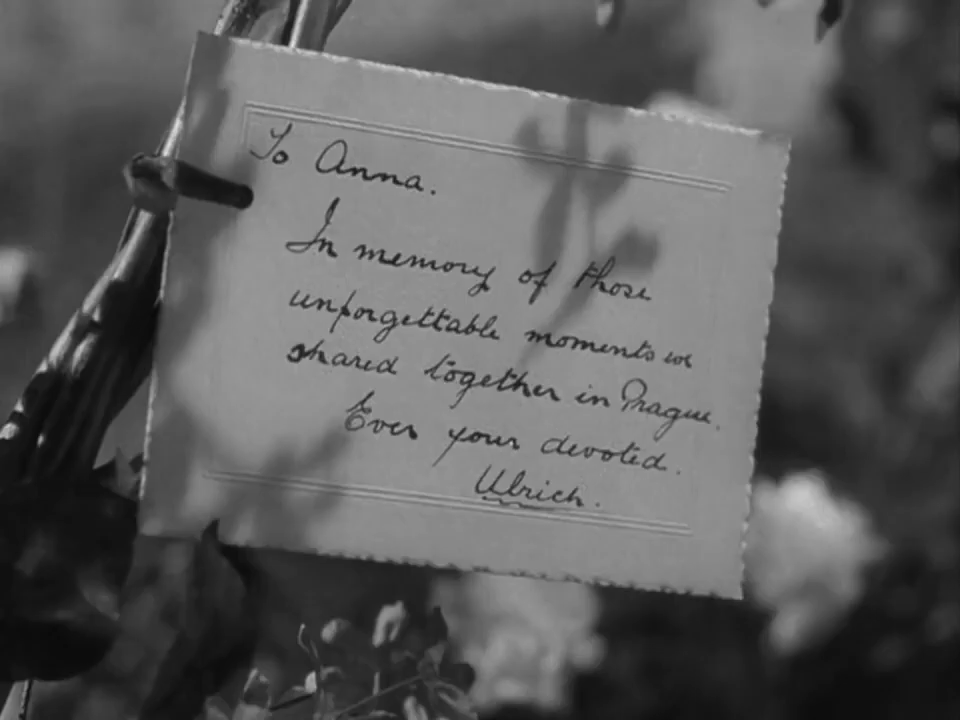 To Anna.
In memory of those
unforgettable moments we
shared together in Prague.
Ever your devoted.
Ulrich.